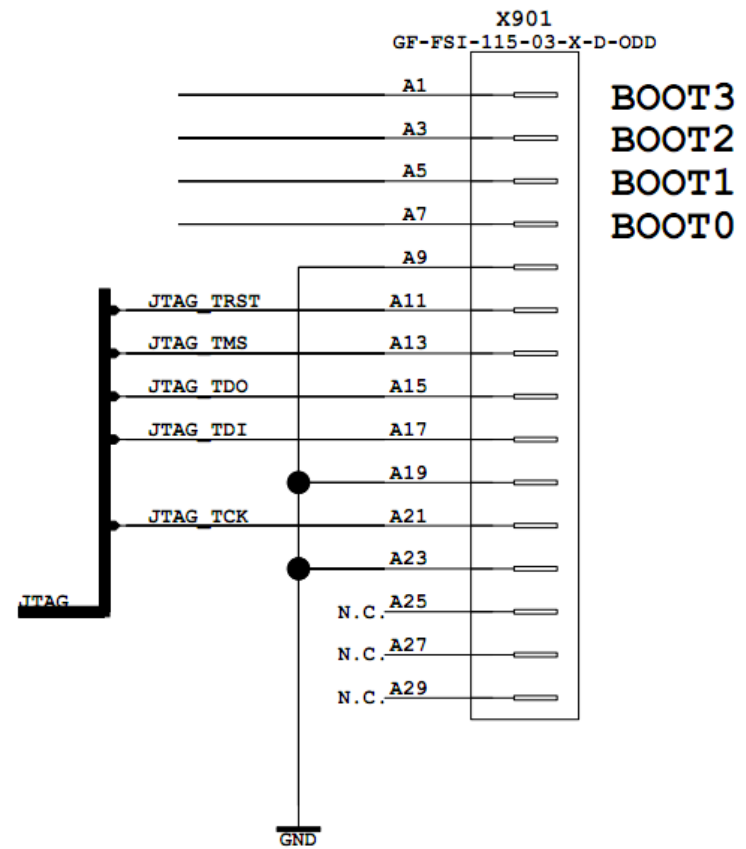 X901
GF-FSI-115-03-X-D-ODD
A1 BOOT3
A3 BOOT2
A5 BOOT1
A7 BOOT0
A9
JTAG_TRST A11
JTAG_TMS A13
JTAG_TDO A15
JTAG_TDI A17
A19
JTAG_TCK A21
A23
JTAG
N.C. A25
N.C. A27
N.C. A29
GND